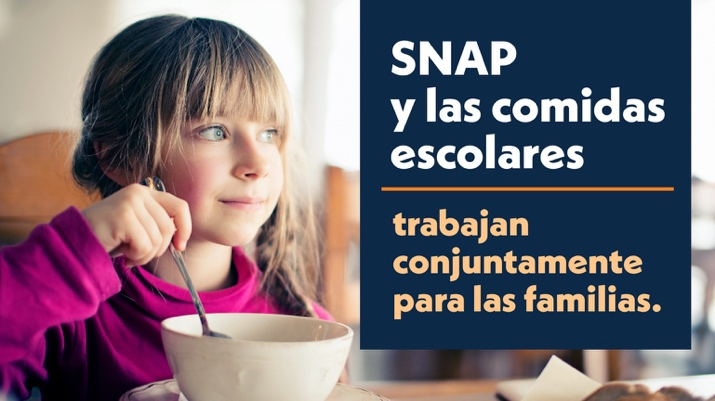 SNAP
y las comidas
escolares
trabajan
conjuntamente
para las familias.